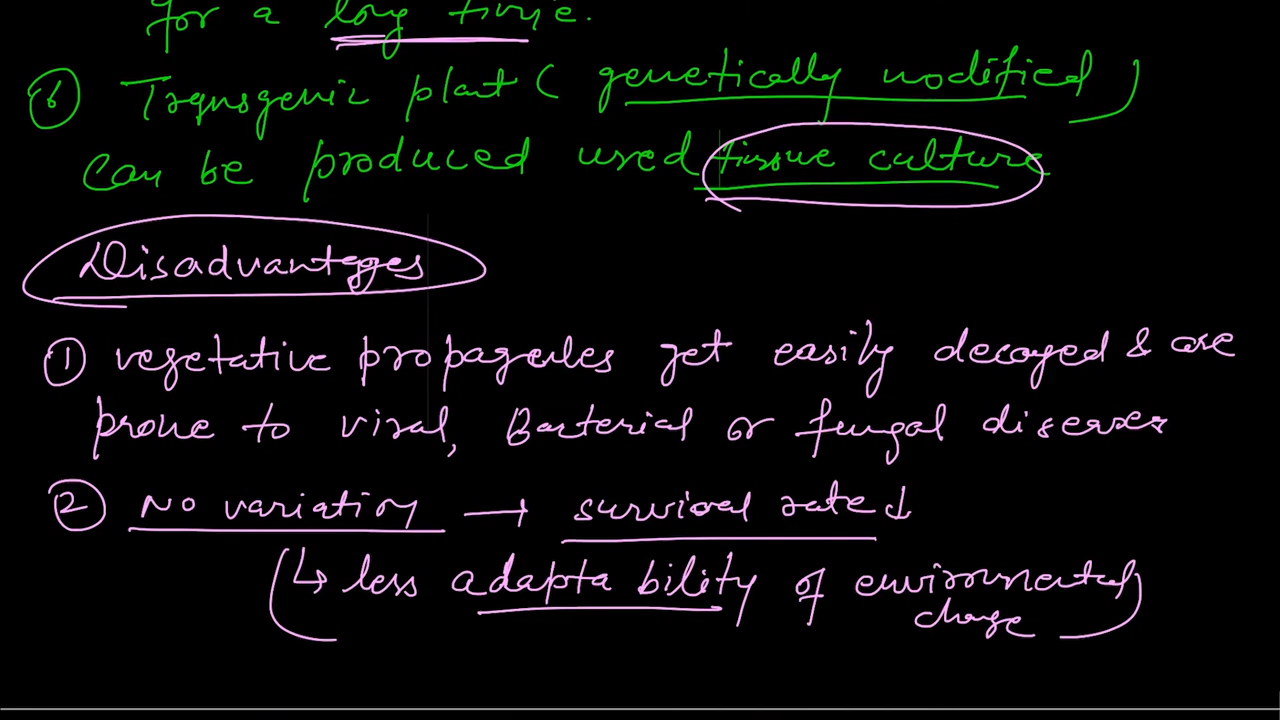 for a long time.
⑥ Transgenic plant ( genetically modified )
can be produced used tissue culture
Disadvantages
① vegetative propagules get easily decayed & are
prone to viral, Bacterial or fungal diseases
② No variation → survival rate ↓
( ↳ less adaptability of environmental )
change